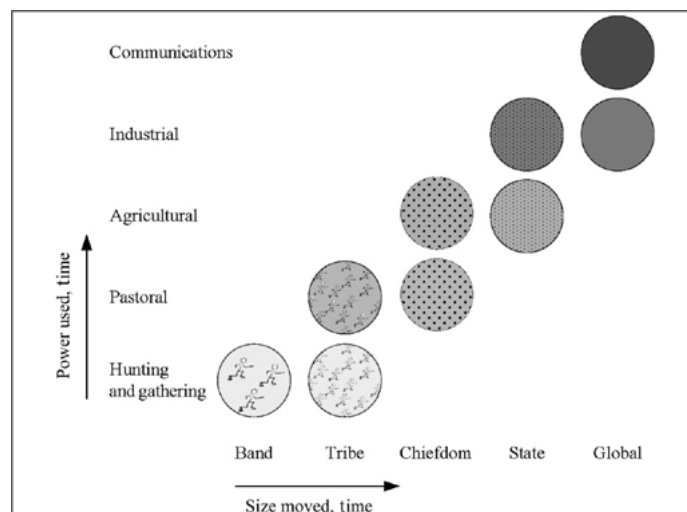 Communications
Industrial
Agricultural
Power used, time
Pastoral
Hunting
and gathering
Band Tribe Chiefdom State Global
Size moved, time